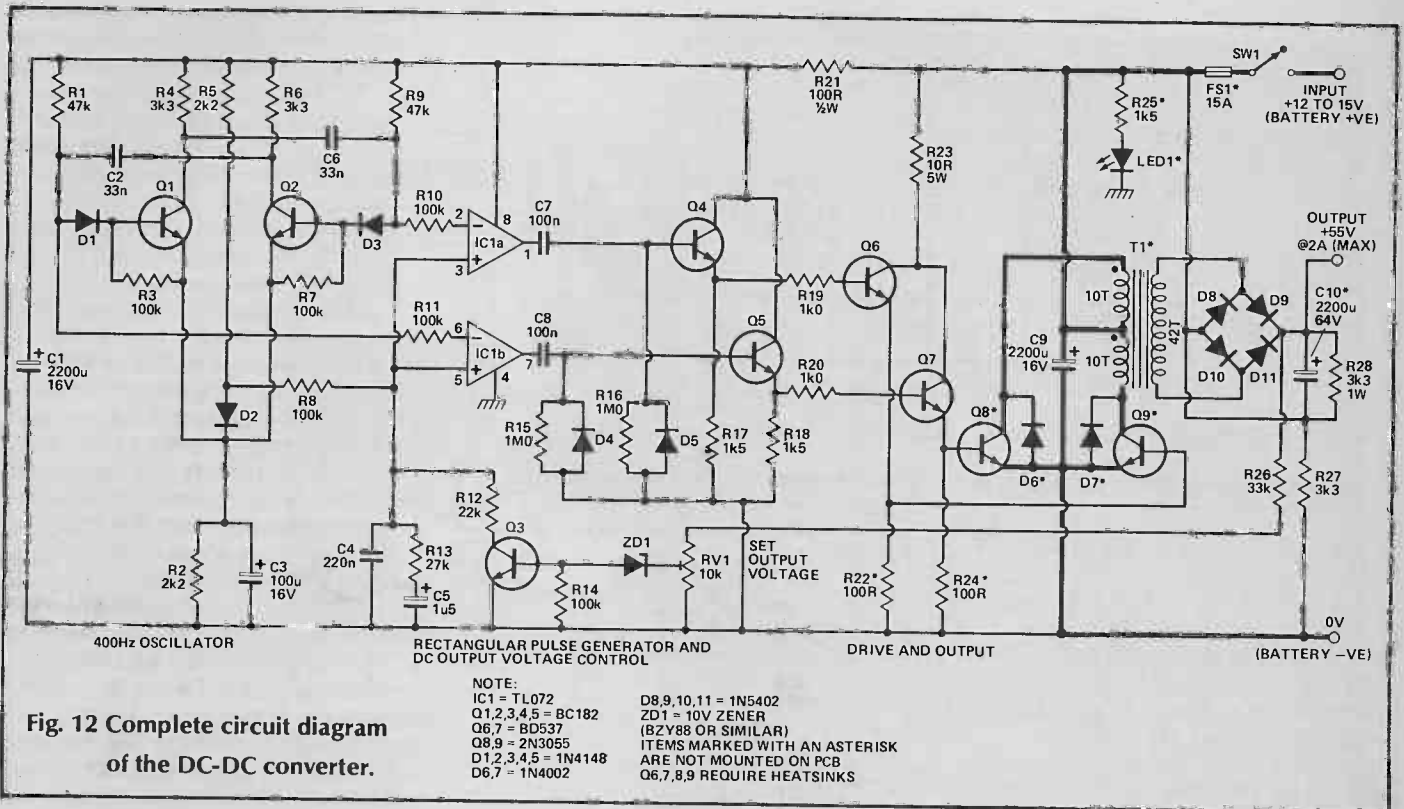 R1
47k
R4
3k3
R5
2k2
R6
3k3
R9
47k
C2
33n
C6
33n
Q1
Q2
D1
D3
R3
100k
R7
100k
R10
100k
R11
100k
2
8
IC1a
3
1
6
IC1b
5
4
7
C7
100n
C8
100n
C1
2200u
16V
D2
R8
100k
R2
2k2
C3
100u
16V
C4
220n
R12
22k
R13
27k
C5
1u5
Q3
R14
100k
ZD1
RV1
10k
SET
OUTPUT
VOLTAGE
R15
1M0
D4
R16
1M0
D5
R17
1k5
R18
1k5
Q4
Q5
R19
1k0
R20
1k0
R21
100R
½W
R23
10R
5W
Q6
Q7
R22*
100R
R24*
100R
Q8*
D6*
D7*
Q9*
C9
2200u
16V
R25*
1k5
LED1*
FS1*
15A
SW1
INPUT
+12 TO 15V
(BATTERY +VE)
T1*
10T
10T
42T
D8
D9
D10
D11
OUTPUT
+55V
@2A (MAX)
C10*
2200u
64V
R28
3k3
1W
R26
33k
R27
3k3
0V
(BATTERY –VE)
400Hz OSCILLATOR
RECTANGULAR PULSE GENERATOR AND
DC OUTPUT VOLTAGE CONTROL
DRIVE AND OUTPUT
NOTE:
IC1 = TL072
Q1,2,3,4,5 = BC182
Q6,7 = BD537
Q8,9 = 2N3055
D1,2,3,4,5 = 1N4148
D6,7 = 1N4002
D8,9,10,11 = 1N5402
ZD1 = 10V ZENER
(BZY88 OR SIMILAR)
ITEMS MARKED WITH AN ASTERISK
ARE NOT MOUNTED ON PCB
Q6,7,8,9 REQUIRE HEATSINKS
Fig. 12 Complete circuit diagram
of the DC-DC converter.